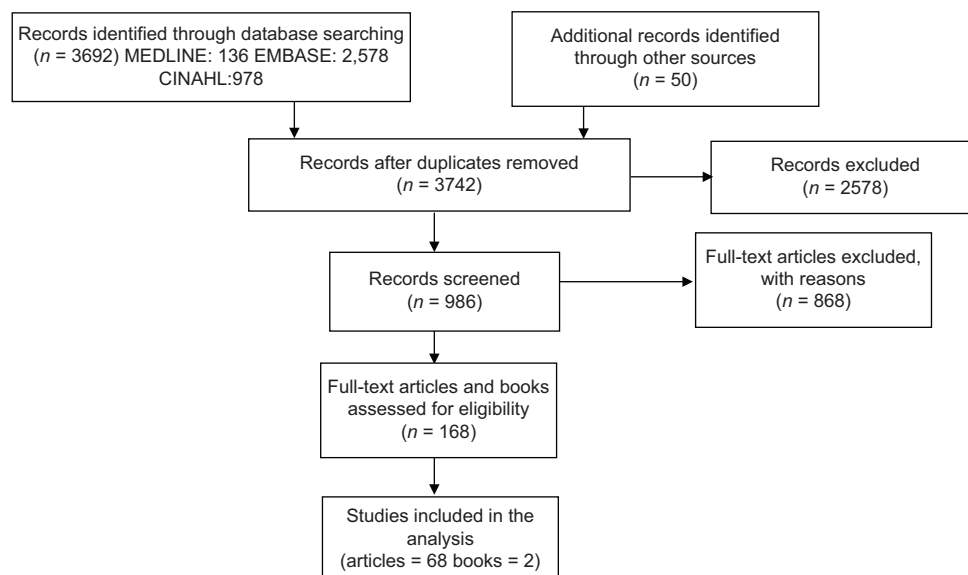 Records identified through database searching
(n = 3692) MEDLINE: 136 EMBASE: 2,578
CINAHL:978
Additional records identified
through other sources
(n = 50)
Records after duplicates removed
(n = 3742)
Records excluded
(n = 2578)
Records screened
(n = 986)
Full-text articles excluded,
with reasons
(n = 868)
Full-text articles and books
assessed for eligibility
(n = 168)
Studies included in the
analysis
(articles = 68 books = 2)